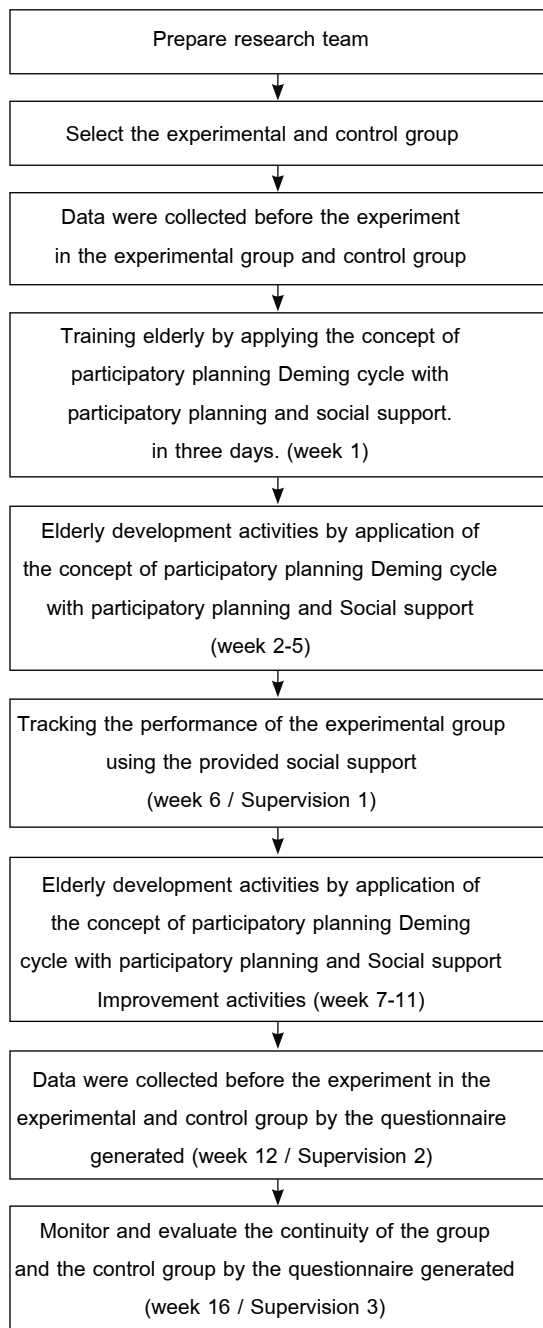 Prepare research team
Select the experimental and control group
Data were collected before the experiment
in the experimental group and control group
Training elderly by applying the concept of
participatory planning Deming cycle with
participatory planning and social support.
in three days. (week 1)
Elderly development activities by application of
the concept of participatory planning Deming cycle
with participatory planning and Social support
(week 2-5)
Tracking the performance of the experimental group
using the provided social support
(week 6 / Supervision 1)
Elderly development activities by application of
the concept of participatory planning Deming
cycle with participatory planning and Social support
Improvement activities (week 7-11)
Data were collected before the experiment in the
experimental and control group by the questionnaire
generated (week 12 / Supervision 2)
Monitor and evaluate the continuity of the group
and the control group by the questionnaire generated
(week 16 / Supervision 3)